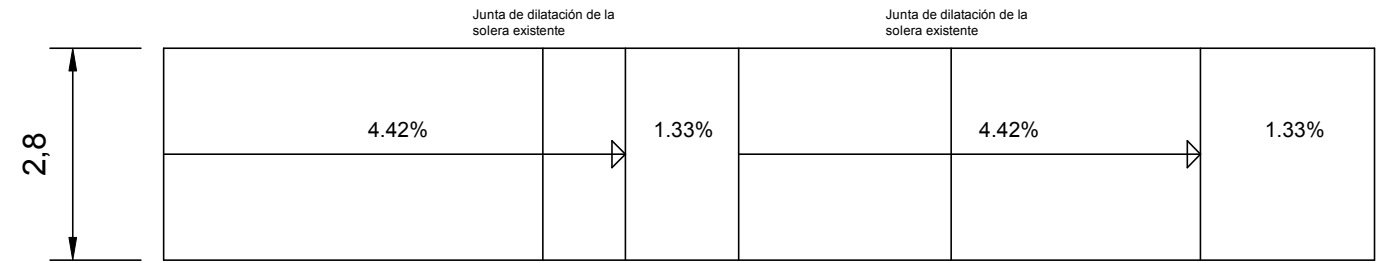 Junta de dilatación de la
solera existente
Junta de dilatación de la
solera existente
2,8
4.42%
1.33%
4.42%
1.33%